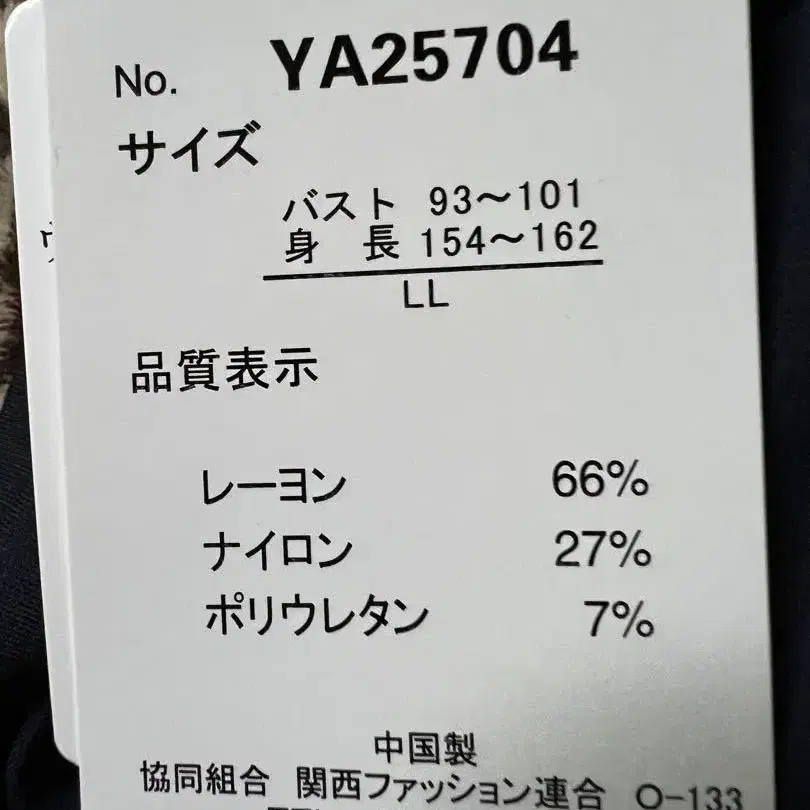 No. YA25704
サイズ
バスト 93～101
身 長 154～162
LL
品質表示
レーヨン 66%
ナイロン 27%
ポリウレタン 7%
中国製
協同組合 関西ファッション連合 O-133